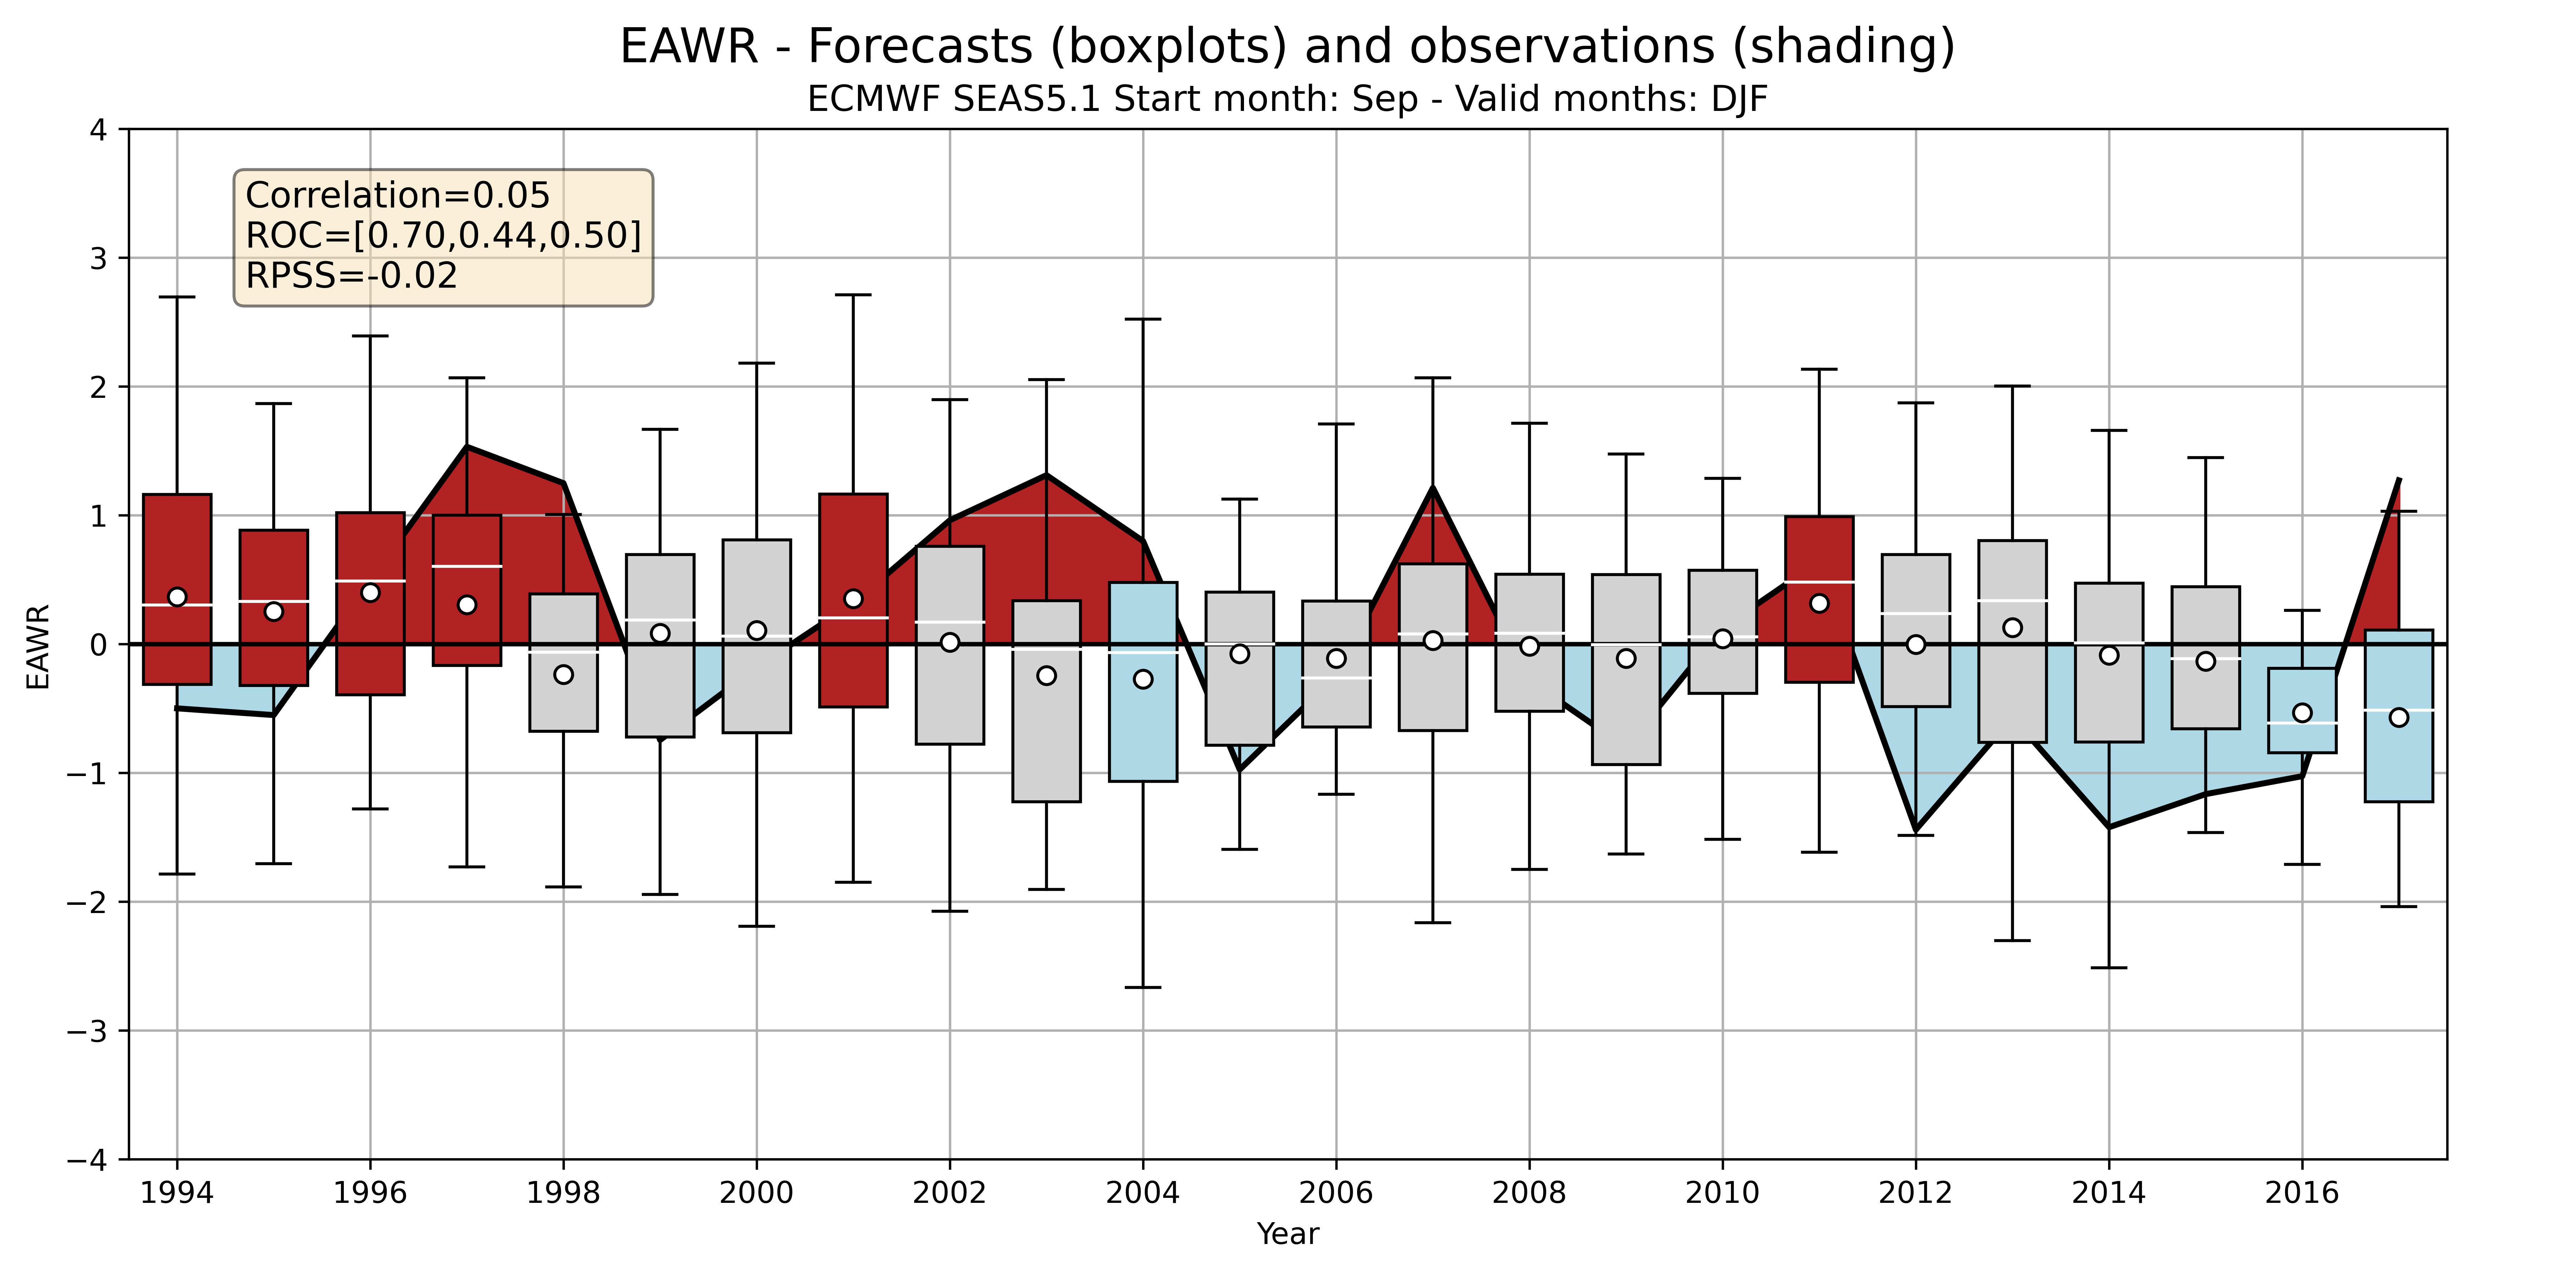 EAWR - Forecasts (boxplots) and observations (shading)
ECMWF SEAS5.1 Start month: Sep - Valid months: DJF
Correlation=0.05
ROC=[0.70,0.44,0.50]
RPSS=-0.02
EAWR
4
3
2
1
0
−1
−2
−3
−4
1994 1996 1998 2000 2002 2004 2006 2008 2010 2012 2014 2016
Year